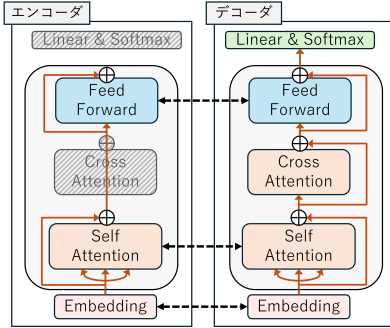 エンコーダ
Linear & Softmax
Feed
Forward
Cross
Attention
Self
Attention
Embedding
デコーダ
Linear & Softmax
Feed
Forward
Cross
Attention
Self
Attention
Embedding